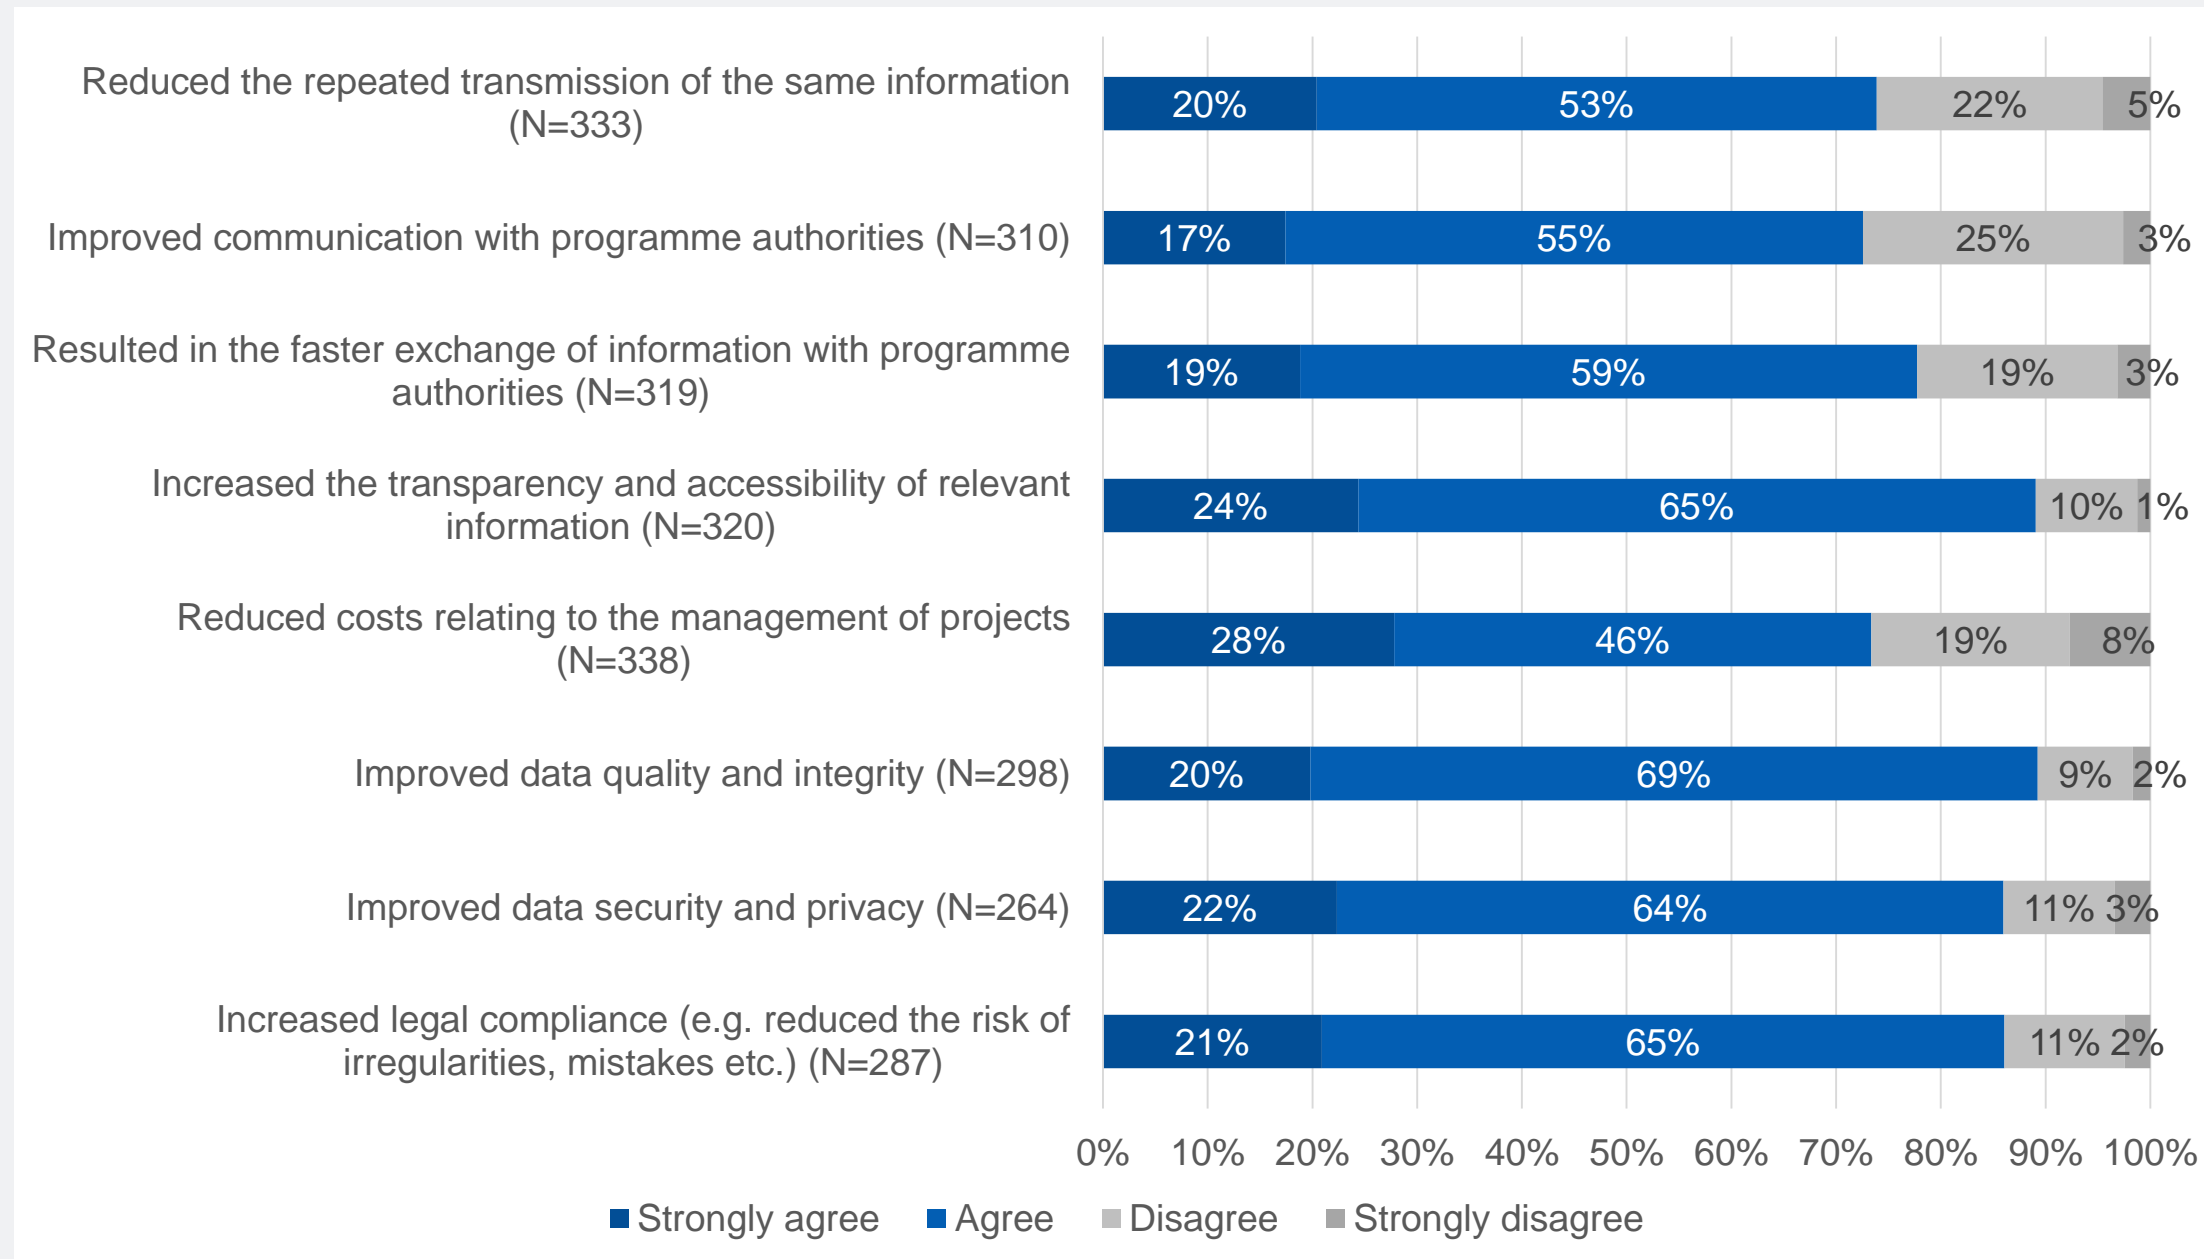 Reduced the repeated transmission of the same information
(N=333)
20% 53% 22% 5%
Improved communication with programme authorities (N=310)
17% 55% 25% 3%
Resulted in the faster exchange of information with programme
authorities (N=319)
19% 59% 19% 3%
Increased the transparency and accessibility of relevant
information (N=320)
24% 65% 10% 1%
Reduced costs relating to the management of projects
(N=338)
28% 46% 19% 8%
Improved data quality and integrity (N=298)
20% 69% 9% 2%
Improved data security and privacy (N=264)
22% 64% 11% 3%
Increased legal compliance (e.g. reduced the risk of
irregularities, mistakes etc.) (N=287)
21% 65% 11% 2%
0% 10% 20% 30% 40% 50% 60% 70% 80% 90% 100%
Strongly agree Agree Disagree Strongly disagree